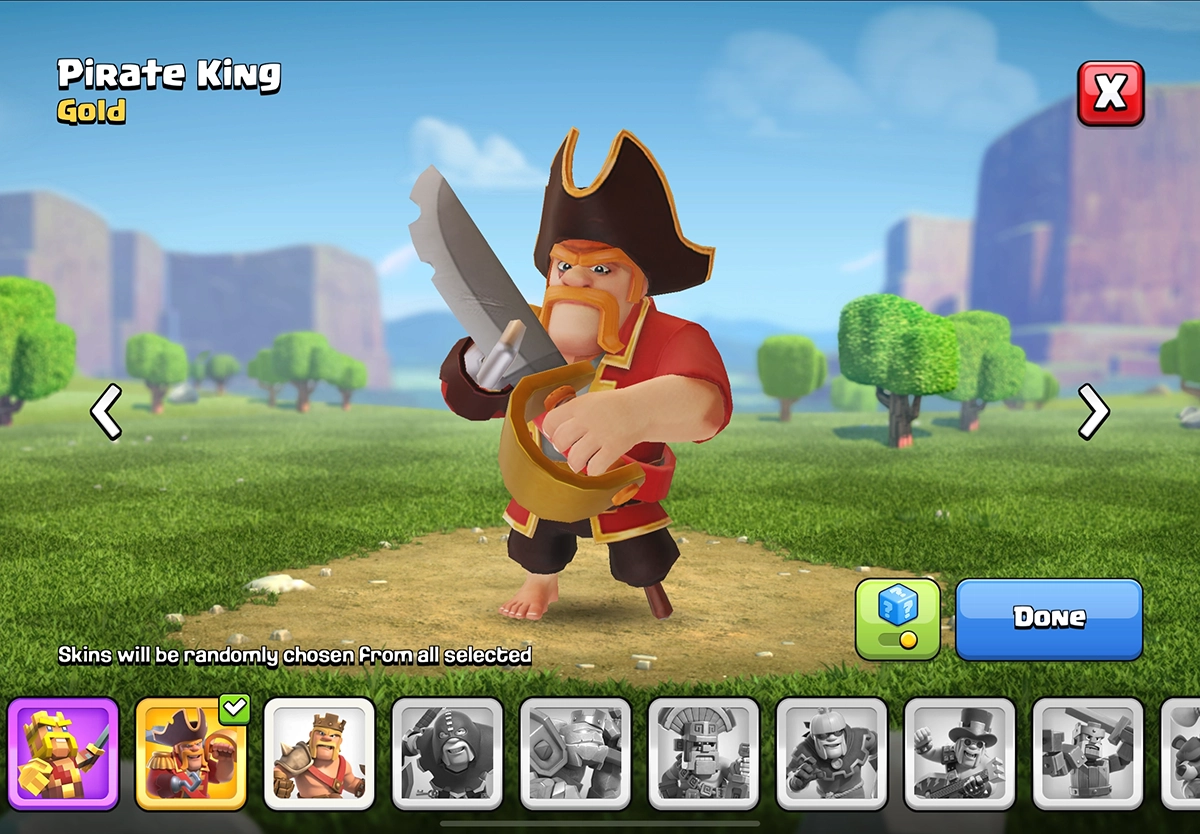 Pirate King
Gold
X
Skins will be randomly chosen from all selected
? ? ?
Done